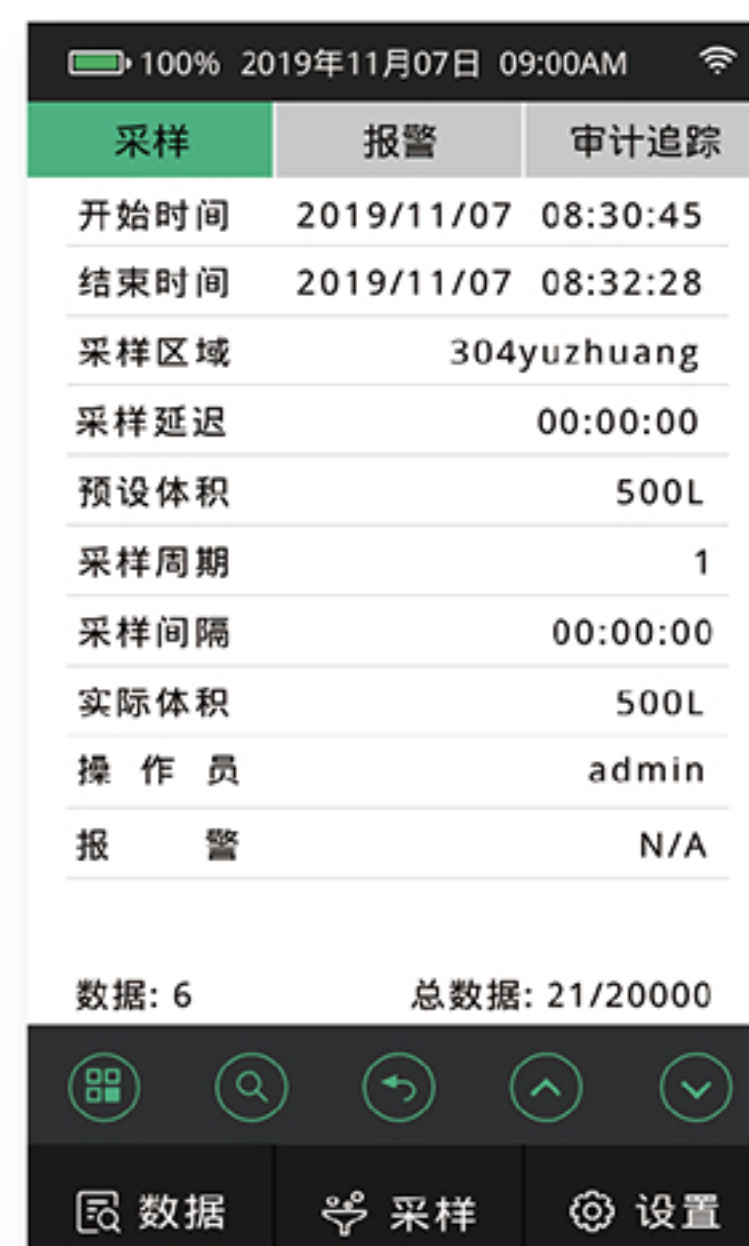 100% 2019年11月07日 09:00AM
采样 报警 审计追踪
开始时间 2019/11/07 08:30:45
结束时间 2019/11/07 08:32:28
采样区域 304yuzhuang
采样延迟 00:00:00
预设体积 500L
采样周期 1
采样间隔 00:00:00
实际体积 500L
操作员 admin
报警 N/A
数据: 6 总数据: 21/20000
数据 采样 设置